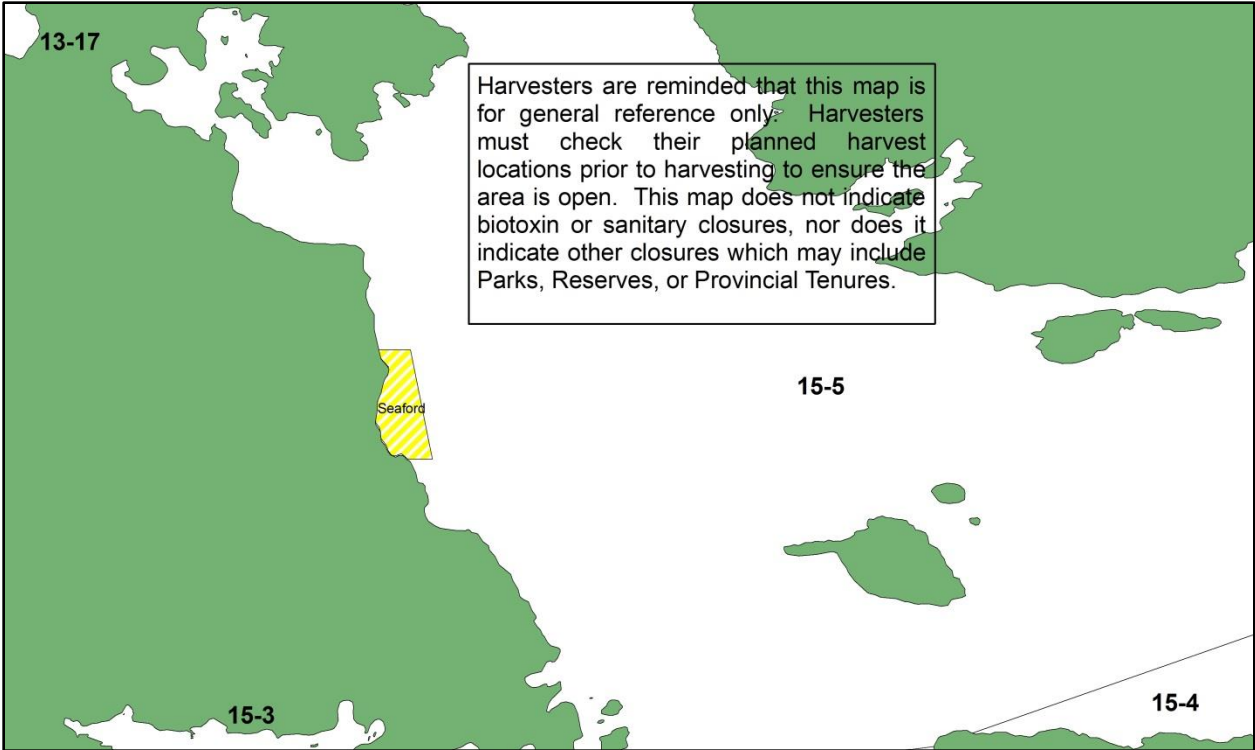 13-17
Harvesters are reminded that this map is
for general reference only. Harvesters
must check their planned harvest
locations prior to harvesting to ensure the
area is open. This map does not indicate
biotoxin or sanitary closures, nor does it
indicate other closures which may include
Parks, Reserves, or Provincial Tenures.
15-5
Seaford
15-4
15-3